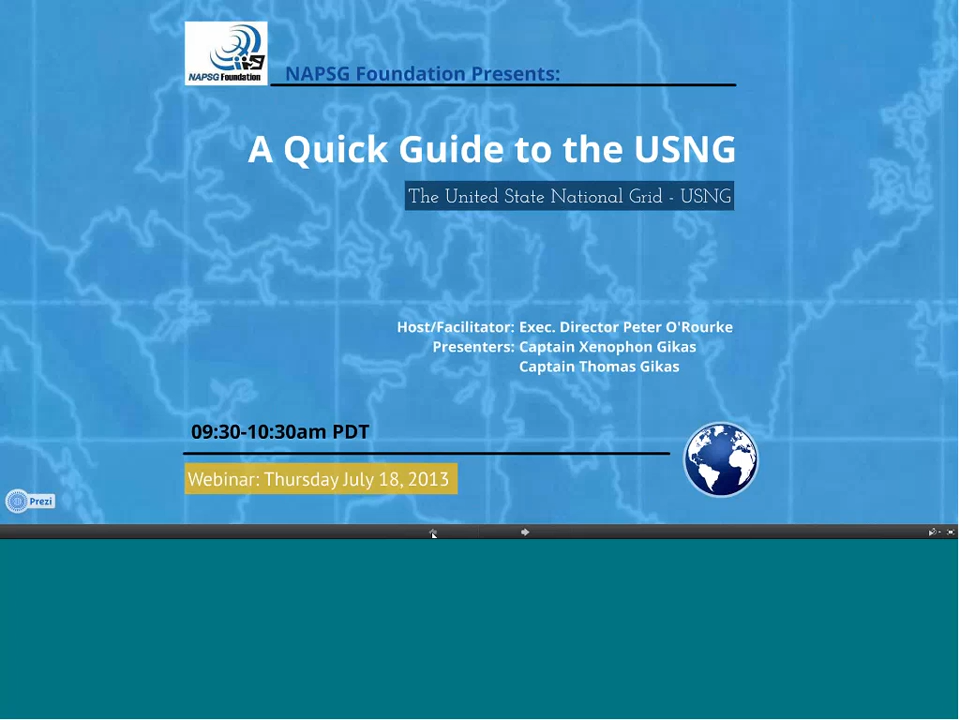 NAPSG Foundation
NAPSG Foundation Presents:
A Quick Guide to the USNG
The United State National Grid - USNG
Host/Facilitator: Exec. Director Peter O'Rourke
Presenters: Captain Xenophon Gikas
Captain Thomas Gikas
09:30-10:30am PDT
Webinar: Thursday July 18, 2013
Prezi